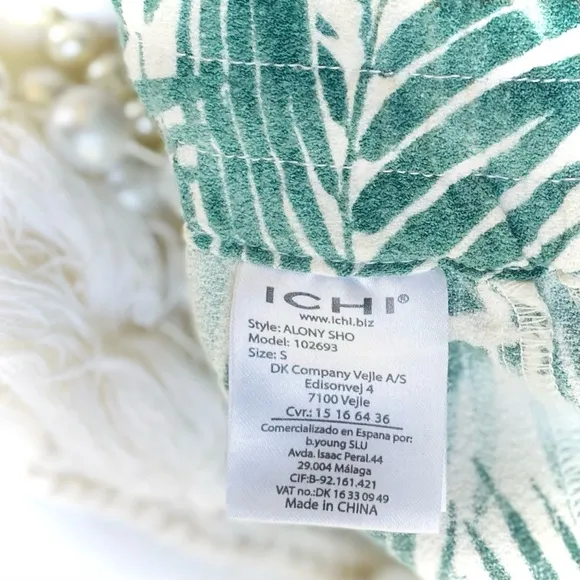 ICHI®
www.ichi.biz
Style: ALONY SHO
Model: 102693
Size: S
DK Company Vejle A/S
Edisonvej 4
7100 Vejle
Cvr.: 15 16 64 36
Comercializado en Espana por:
b.young SLU
Avda. Isaac Peral.44
29.004 Málaga
CIF:B-92.161.421
VAT no.:DK 16 33 09 49
Made in CHINA